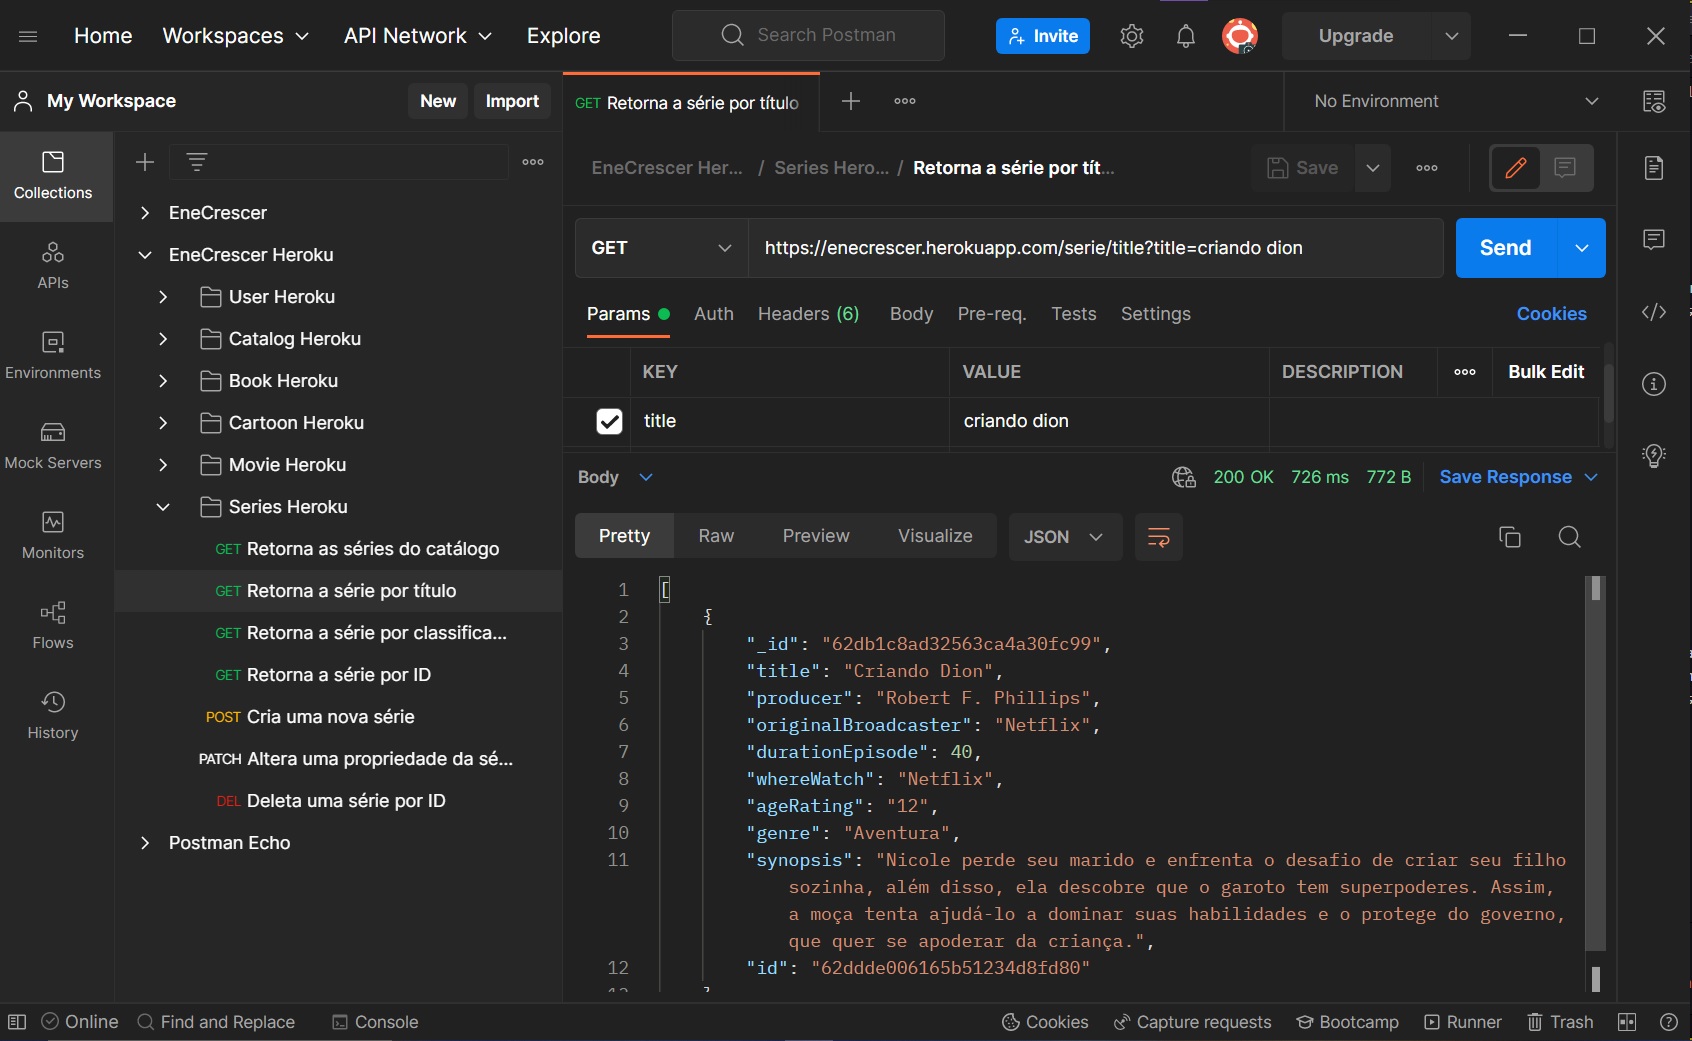 Home Workspaces API Network Explore Search Postman Invite Upgrade
My Workspace New Import
GET Retorna a série por título
No Environment
Collections
APIs
Environments
Mock Servers
Monitors
Flows
History
EneCrescer
EneCrescer Heroku
User Heroku
Catalog Heroku
Book Heroku
Cartoon Heroku
Movie Heroku
Series Heroku
GET Retorna as séries do catálogo
GET Retorna a série por título
GET Retorna a série por classifica...
GET Retorna a série por ID
POST Cria uma nova série
PATCH Altera uma propriedade da sé...
DEL Deleta uma série por ID
Postman Echo
EneCrescer Her... / Series Hero... / Retorna a série por tít... Save
GET https://enecrescer.herokuapp.com/serie/title?title=criando dion Send
Params Auth Headers (6) Body Pre-req. Tests Settings Cookies
KEY VALUE DESCRIPTION Bulk Edit
title criando dion
Body 200 OK 726 ms 772 B Save Response
Pretty Raw Preview Visualize JSON
1 [
2 {
3 "_id": "62db1c8ad32563ca4a30fc99",
4 "title": "Criando Dion",
5 "producer": "Robert F. Phillips",
6 "originalBroadcaster": "Netflix",
7 "durationEpisode": 40,
8 "whereWatch": "Netflix",
9 "ageRating": "12",
10 "genre": "Aventura",
11 "synopsis": "Nicole perde seu marido e enfrenta o desafio de criar seu filho
sozinha, além disso, ela descobre que o garoto tem superpoderes. Assim,
a moça tenta ajudá-lo a dominar suas habilidades e o protege do governo,
que quer se apoderar da criança.",
12 "id": "62ddde006165b51234d8fd80"
Online Find and Replace Console Cookies Capture requests Bootcamp Runner Trash